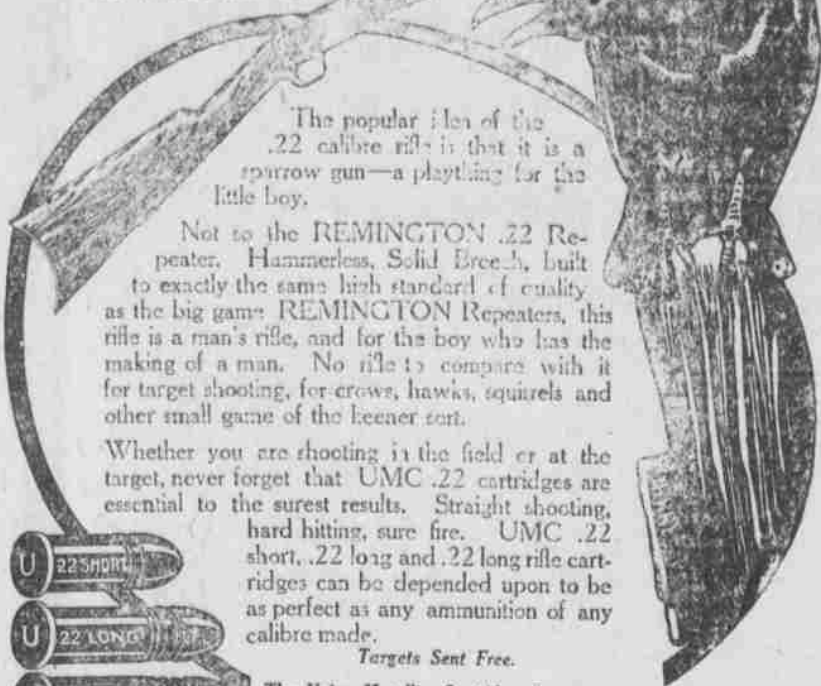 The popular idea of the
.22 calibre rifle is that it is a
sparrow gun—a plaything for the
little boy.
Not so the REMINGTON .22 Re-
peater. Hammerless, Solid Breech, built
to exactly the same high standard of quality
as the big game REMINGTON Repeaters, this
rifle is a man's rifle, and for the boy who has the
making of a man. No rifle to compare with it
for target shooting, for crows, hawks, squirrels and
other small game of the keener sort.
Whether you are shooting in the field or at the
target, never forget that UMC .22 cartridges are
essential to the surest results. Straight shooting,
hard hitting, sure fire. UMC .22
short, .22 long and .22 long rifle cart-
ridges can be depended upon to be
as perfect as any ammunition of any
calibre made.
U 22 SHORT
U 22 LONG
Targets Sent Free.
The